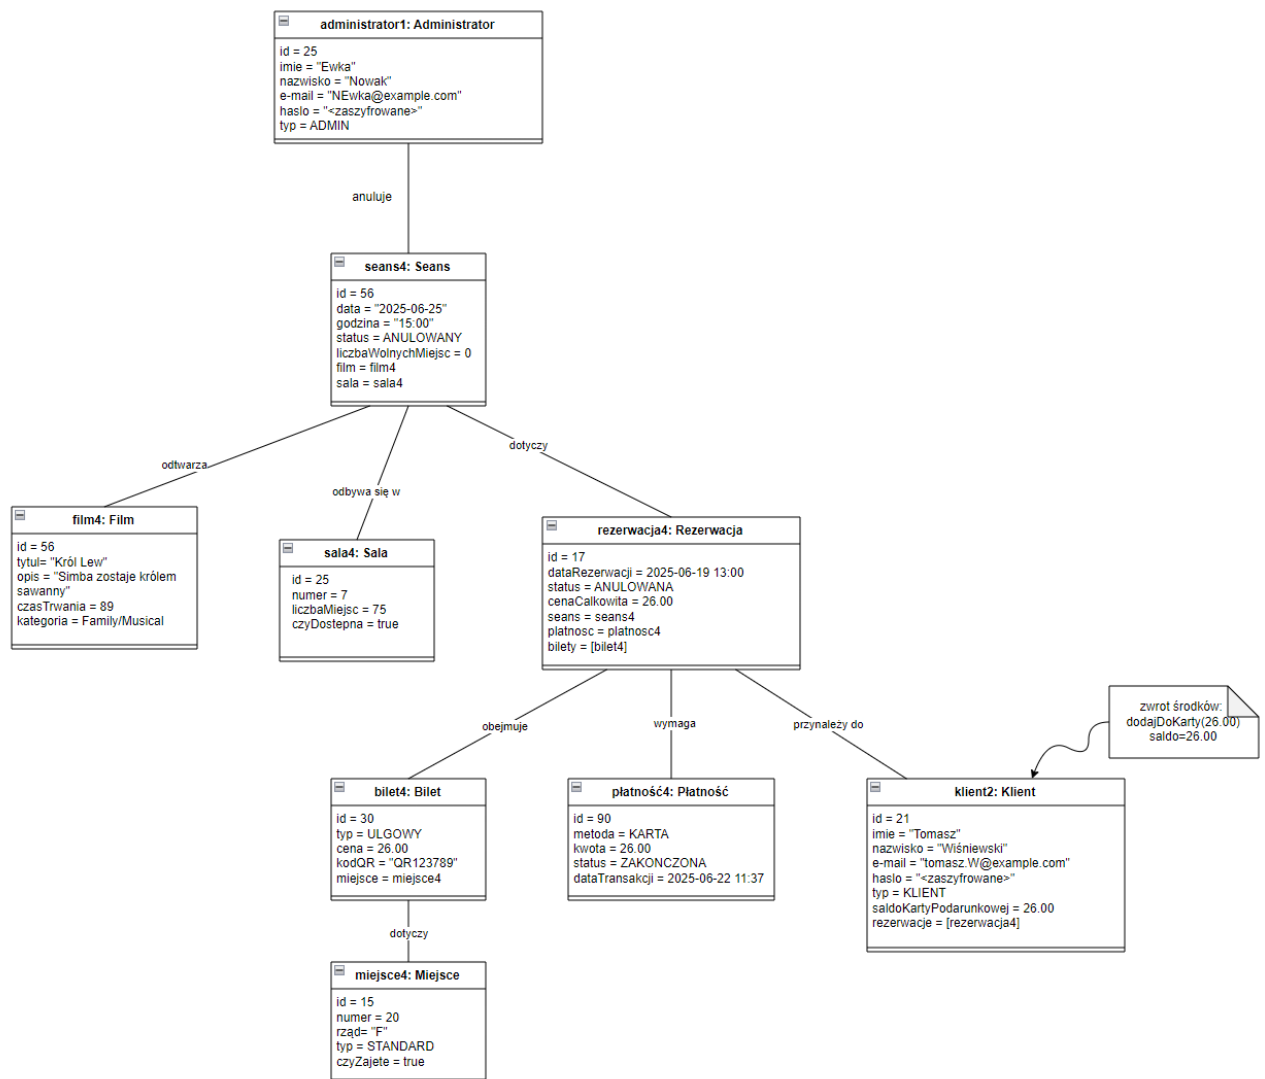 administrator1: Administrator
id = 25
imie = "Ewka"
nazwisko = "Nowak"
e-mail = "NEwka@example.com"
haslo = "<zaszyfrowane>"
typ = ADMIN
anuluje
seans4: Seans
id = 56
data = "2025-06-25"
godzina = "15:00"
status = ANULOWANY
liczbaWolnychMiejsc = 0
film = film4
sala = sala4
odtwarza
odbywa się w
dotyczy
film4: Film
id = 56
tytul= "Król Lew"
opis = "Simba zostaje królem
sawanny"
czasTrwania = 89
kategoria = Family/Musical
sala4: Sala
id = 25
numer = 7
liczbaMiejsc = 75
czyDostepna = true
rezerwacja4: Rezerwacja
id = 17
dataRezerwacji = 2025-06-19 13:00
status = ANULOWANA
cenaCalkowita = 26.00
seans = seans4
platnosc = platnosc4
bilety = [bilet4]
obejmuje
wymaga
przynależy do
zwrot środków:
dodajDoKarty(26.00)
saldo=26.00
bilet4: Bilet
id = 30
typ = ULGOWY
cena = 26.00
kodQR = "QR123789"
miejsce = miejsce4
płatność4: Płatność
id = 90
metoda = KARTA
kwota = 26.00
status = ZAKONCZONA
dataTransakcji = 2025-06-22 11:37
klient2: Klient
id = 21
imie = "Tomasz"
nazwisko = "Wiśniewski"
e-mail = "tomasz.W@example.com"
haslo = "<zaszyfrowane>"
typ = KLIENT
saldoKartyPodarunkowej = 26.00
rezerwacje = [rezerwacja4]
dotyczy
miejsce4: Miejsce
id = 15
numer = 20
rząd= "F"
typ = STANDARD
czyZajete = true